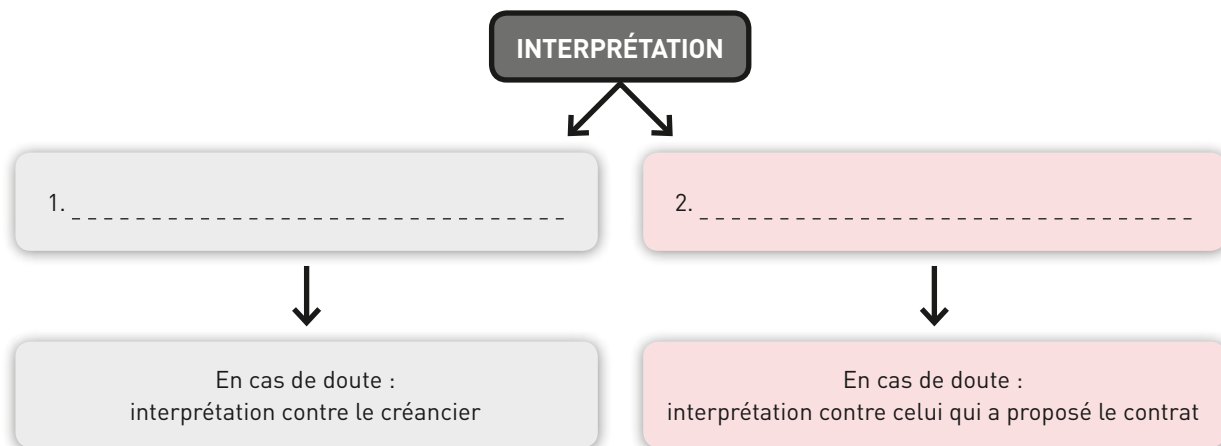 INTERPRÉTATION
1. _ _ _ _ _ _ _ _ _ _ _ _ _ _ _ _ _ _ _ _ _ _ _ _ _ _ _ _ _ _ _
2. _ _ _ _ _ _ _ _ _ _ _ _ _ _ _ _ _ _ _ _ _ _ _ _ _ _ _ _ _ _ _
En cas de doute :
interprétation contre le créancier
En cas de doute :
interprétation contre celui qui a proposé le contrat